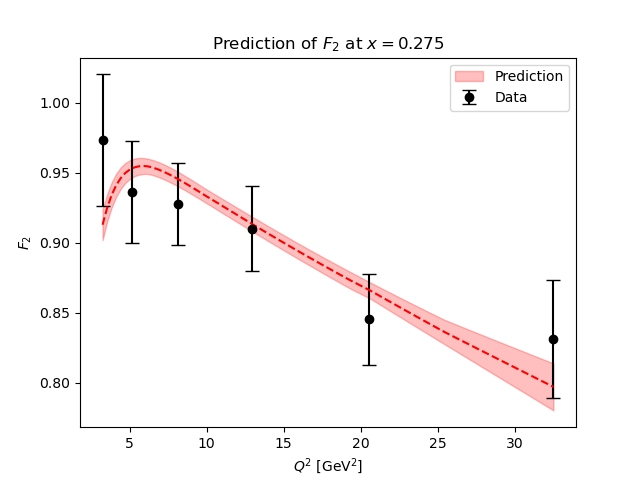 Prediction of $F_2$ at $x = 0.275$
Prediction
Data
1.00
0.95
0.90
0.85
0.80
$F_2$
5
10
15
20
25
30
$Q^2$ [GeV$^2$]